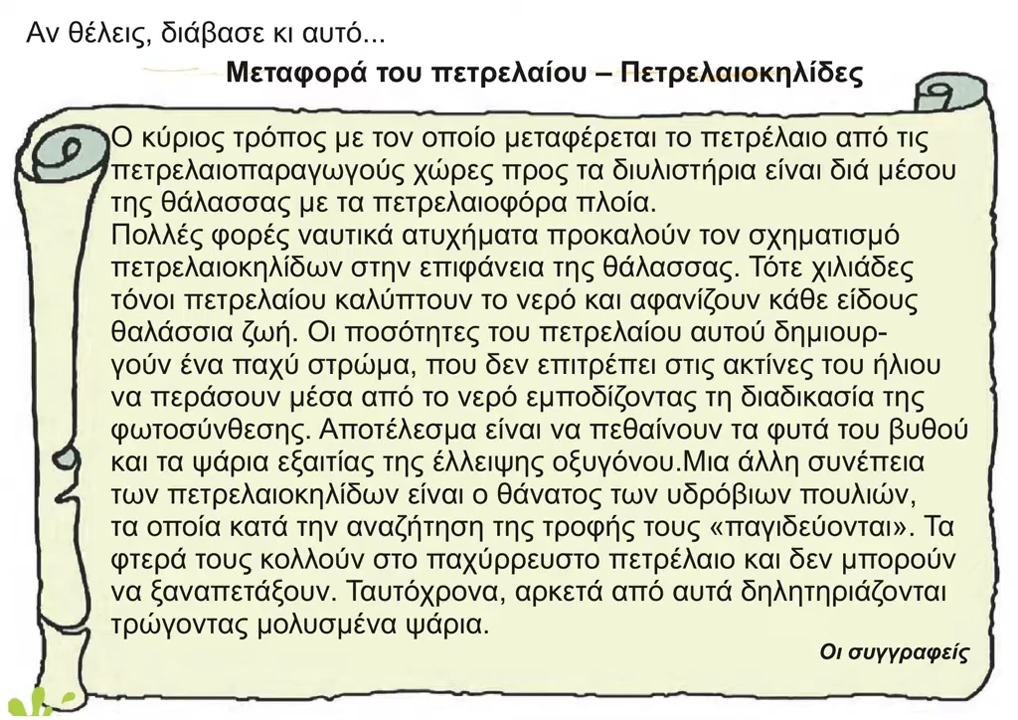 Αν θέλεις, διάβασε κι αυτό...
Μεταφορά του πετρελαίου – Πετρελαιοκηλίδες
Ο κύριος τρόπος με τον οποίο μεταφέρεται το πετρέλαιο από τις
πετρελαιοπαραγωγούς χώρες προς τα διυλιστήρια είναι διά μέσου
της θάλασσας με τα πετρελαιοφόρα πλοία.
Πολλές φορές ναυτικά ατυχήματα προκαλούν τον σχηματισμό
πετρελαιοκηλίδων στην επιφάνεια της θάλασσας. Τότε χιλιάδες
τόνοι πετρελαίου καλύπτουν το νερό και αφανίζουν κάθε είδους
θαλάσσια ζωή. Οι ποσότητες του πετρελαίου αυτού δημιουρ-
γούν ένα παχύ στρώμα, που δεν επιτρέπει στις ακτίνες του ήλιου
να περάσουν μέσα από το νερό εμποδίζοντας τη διαδικασία της
φωτοσύνθεσης. Αποτέλεσμα είναι να πεθαίνουν τα φυτά του βυθού
και τα ψάρια εξαιτίας της έλλειψης οξυγόνου.Μια άλλη συνέπεια
των πετρελαιοκηλίδων είναι ο θάνατος των υδρόβιων πουλιών,
τα οποία κατά την αναζήτηση της τροφής τους «παγιδεύονται». Τα
φτερά τους κολλούν στο παχύρρευστο πετρέλαιο και δεν μπορούν
να ξαναπετάξουν. Ταυτόχρονα, αρκετά από αυτά δηλητηριάζονται
τρώγοντας μολυσμένα ψάρια.
Οι συγγραφείς